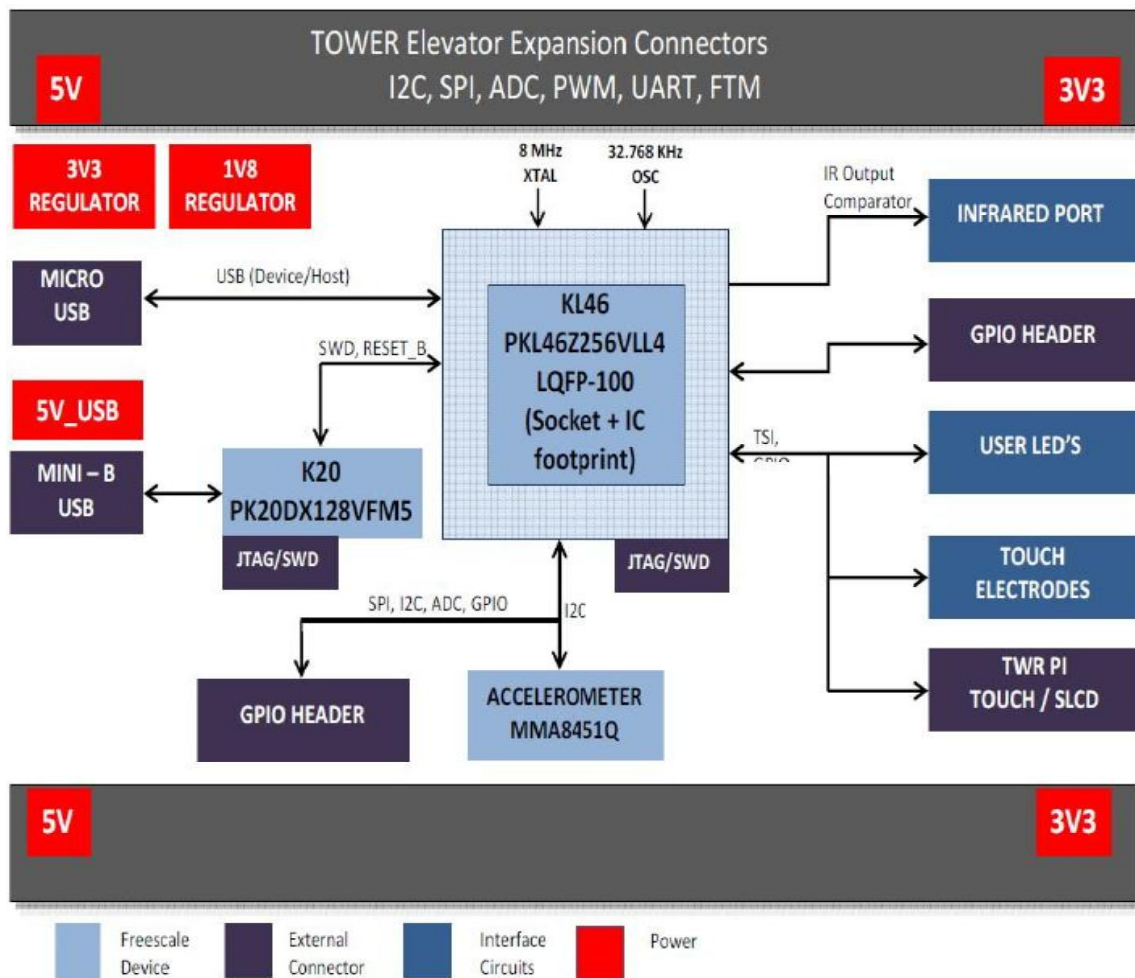 TOWER Elevator Expansion Connectors
I2C, SPI, ADC, PWM, UART, FTM
5V
3V3
3V3
REGULATOR
1V8
REGULATOR
8 MHz
XTAL
32.768 KHz
OSC
IR Output
Comparator
INFRARED PORT
MICRO
USB
USB (Device/Host)
KL46
PKL46Z256VLL4
LQFP-100
(Socket + IC
footprint)
GPIO HEADER
SWD, RESET_B
5V_USB
MINI – B
USB
K20
PK20DX128VFM5
JTAG/SWD
JTAG/SWD
TSI,
GPIO
USER LED'S
TOUCH
ELECTRODES
SPI, I2C, ADC, GPIO
I2C
GPIO HEADER
ACCELEROMETER
MMA8451Q
TWR PI
TOUCH / SLCD
5V
3V3
Freescale
Device
External
Connector
Interface
Circuits
Power